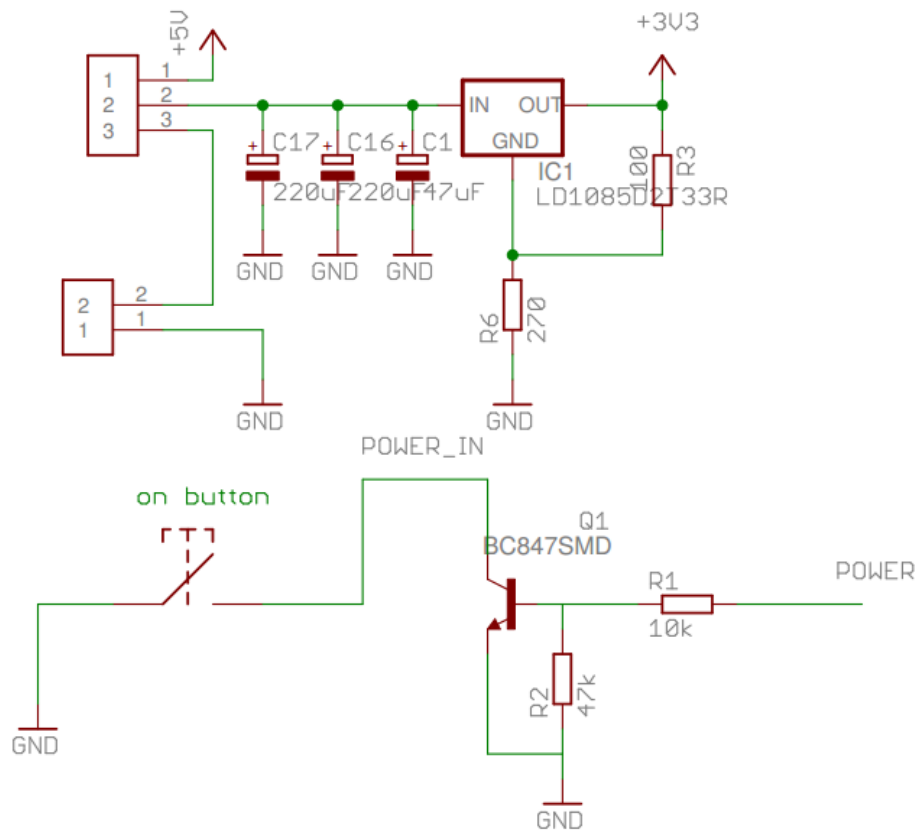 +5V
+3V3
1
2
3
1
2
3
IN
OUT
GND
C17
C16
C1
220uF
220uF
47uF
IC1
LD1085D2T33R
100
R3
GND
GND
GND
2
1
2
1
R6
270
GND
GND
POWER_IN
on button
Q1
BC847SMD
R1
10k
POWER
R2
47k
GND
GND